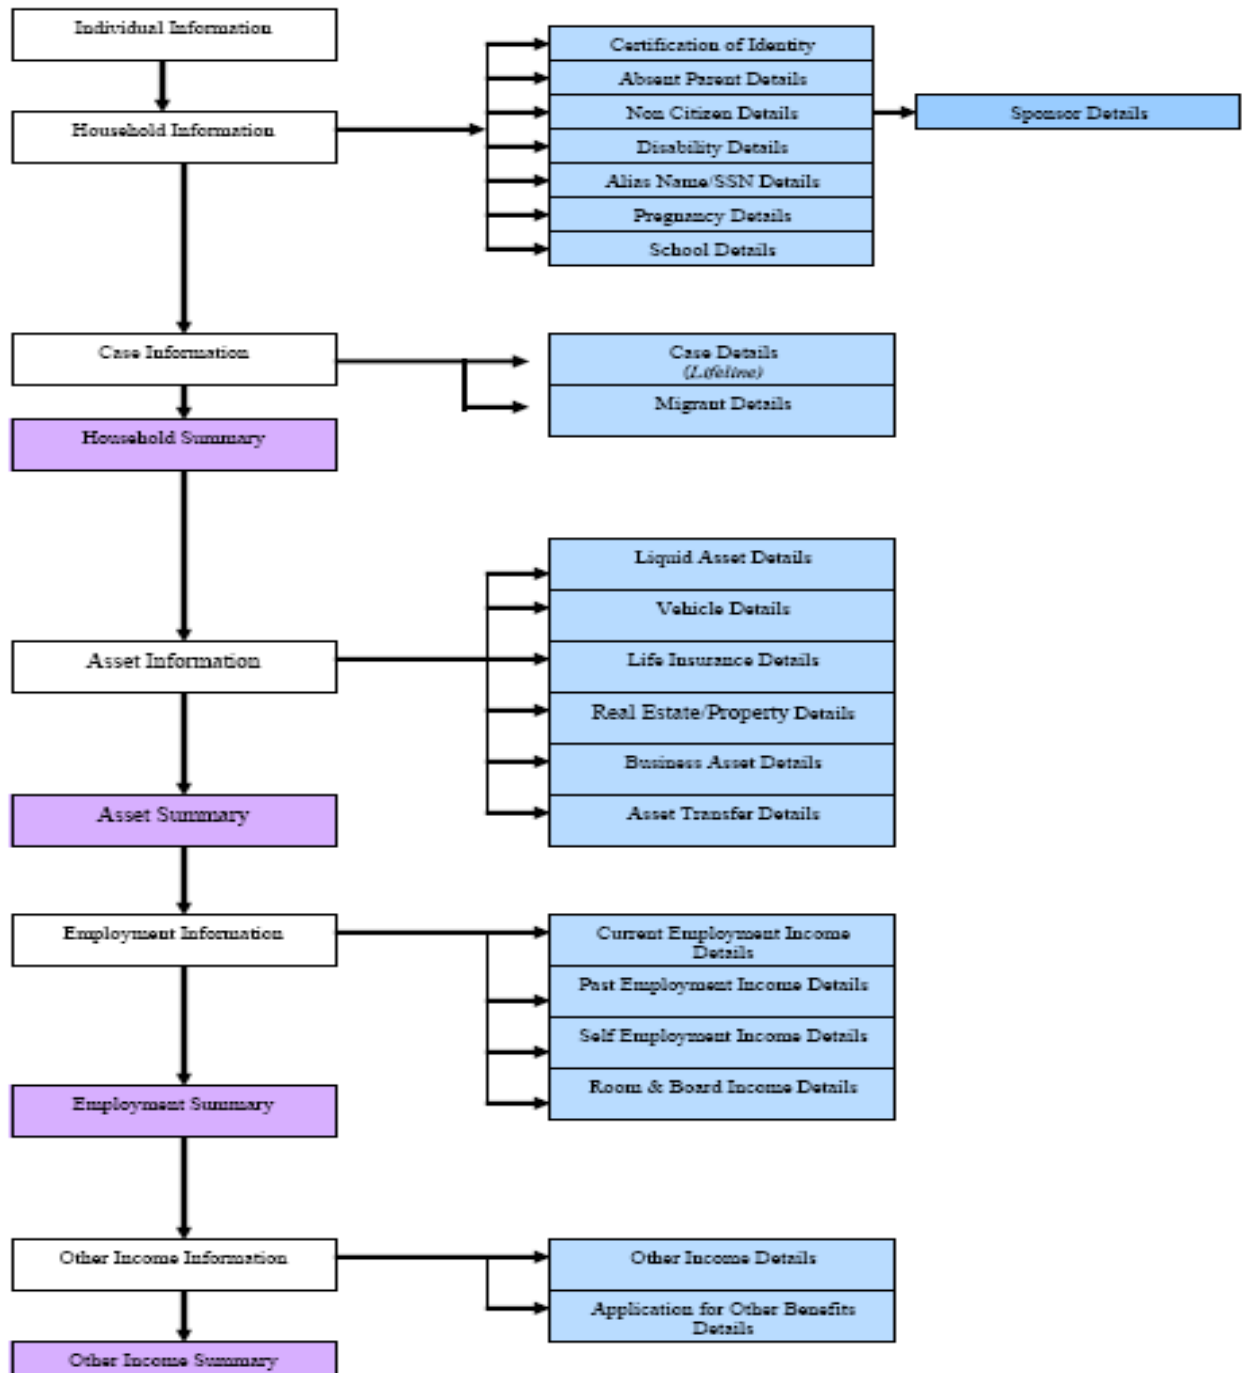 Individual Information
Household Information
Certification of Identity
Absent Parent Details
Non Citizen Details
Disability Details
Alias Name/SSN Details
Pregnancy Details
School Details
Sponsor Details
Case Information
Case Details
(Lifeline)
Migrant Details
Household Summary
Asset Information
Liquid Asset Details
Vehicle Details
Life Insurance Details
Real Estate/Property Details
Business Asset Details
Asset Transfer Details
Asset Summary
Employment Information
Current Employment Income
Details
Past Employment Income Details
Self Employment Income Details
Room & Board Income Details
Employment Summary
Other Income Information
Other Income Details
Application for Other Benefits
Details
Other Income Summary